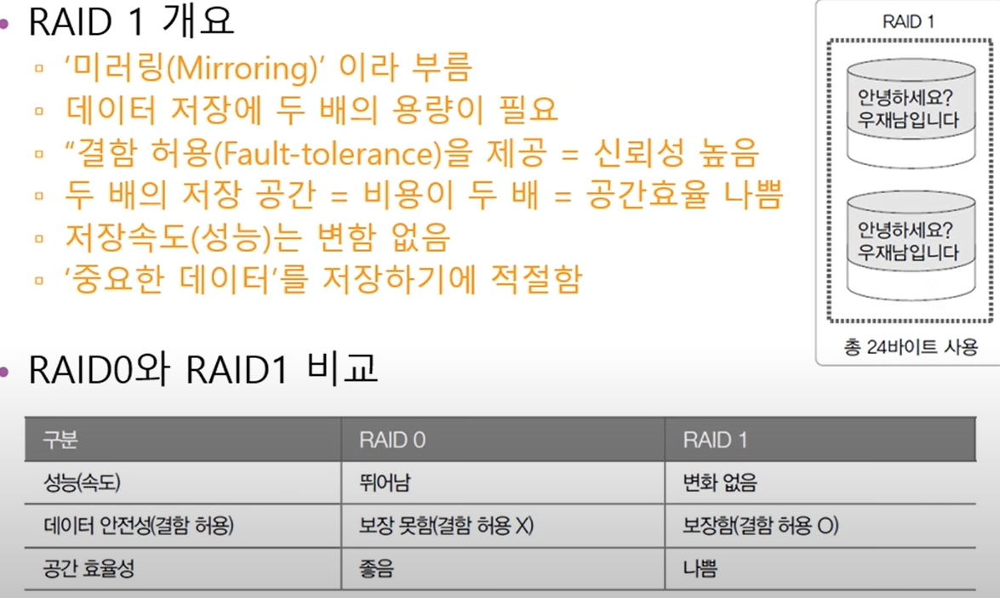 RAID 1 개요
‘미러링(Mirroring)’ 이라 부름
데이터 저장에 두 배의 용량이 필요
“결함 허용(Fault-tolerance)을 제공 = 신뢰성 높음
두 배의 저장 공간 = 비용이 두 배 = 공간효율 나쁨
저장속도(성능)는 변함 없음
‘중요한 데이터’를 저장하기에 적절함
RAID 1
안녕하세요?
우재남입니다
안녕하세요?
우재남입니다
총 24바이트 사용
RAID0와 RAID1 비교
구분 RAID 0 RAID 1
성능(속도) 뛰어남 변화 없음
데이터 안전성(결함 허용) 보장 못함(결함 허용 X) 보장함(결함 허용 O)
공간 효율성 좋음 나쁨